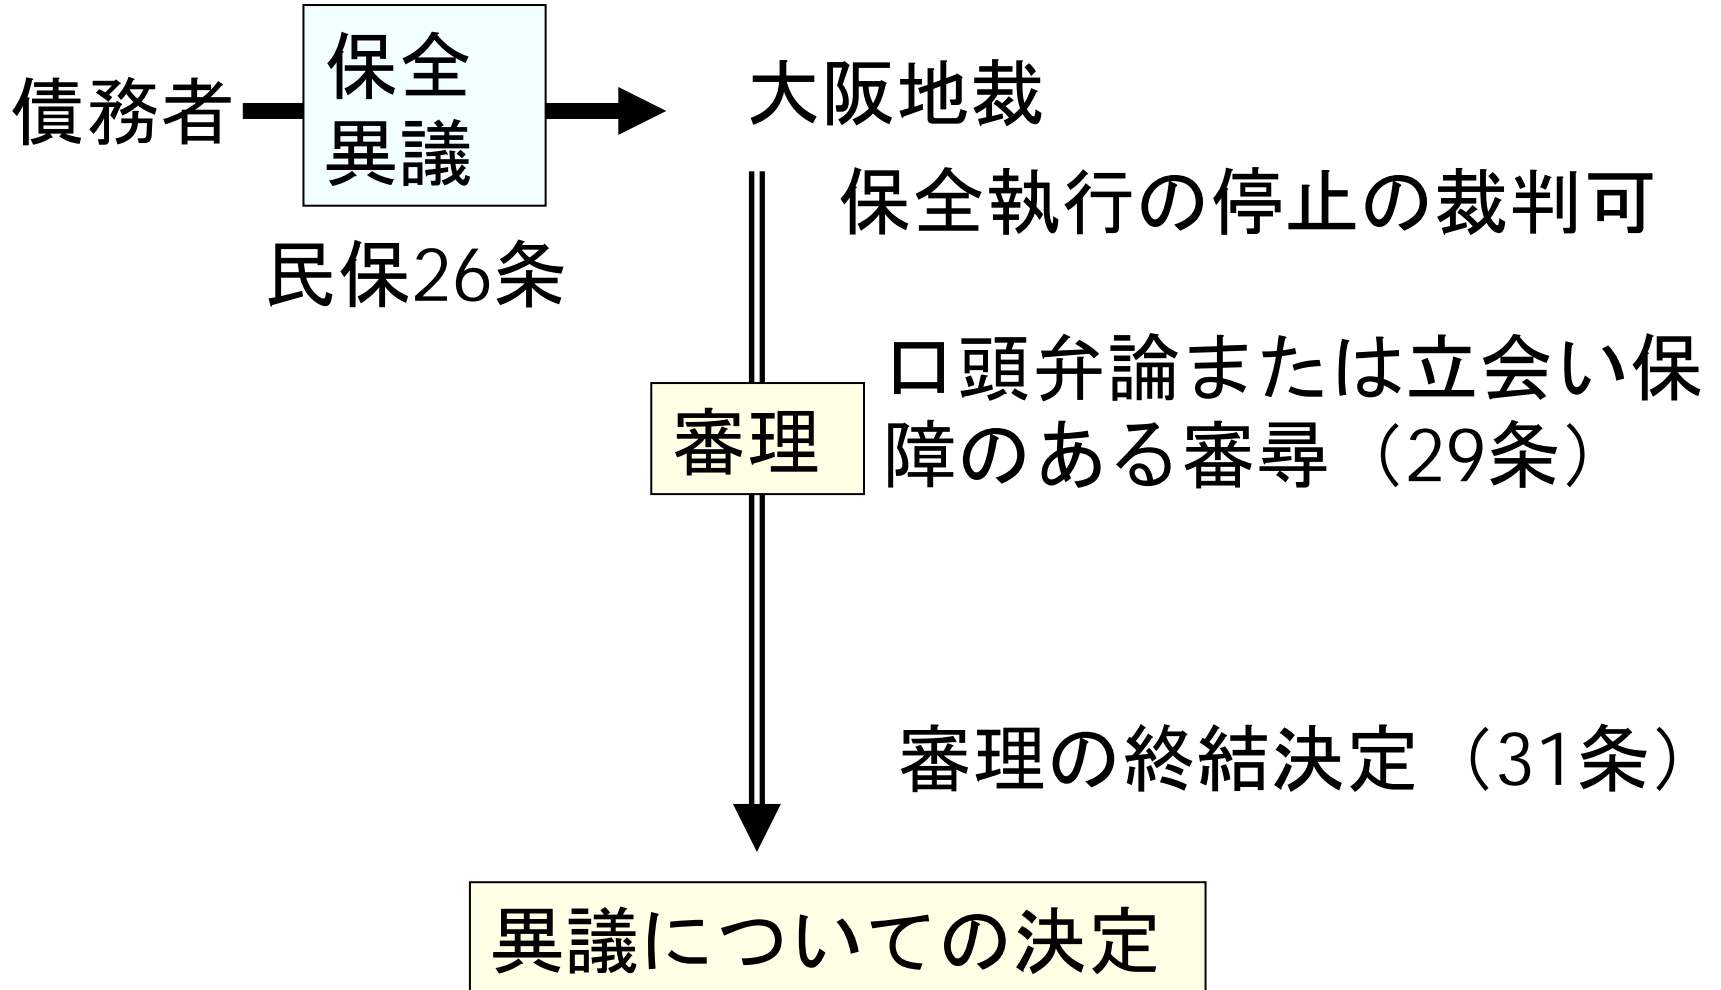 債務者
保全
異議
民保26条
大阪地裁
保全執行の停止の裁判可
審理
口頭弁論または立会い保
障のある審尋（29条）
審理の終結決定（31条）
異議についての決定